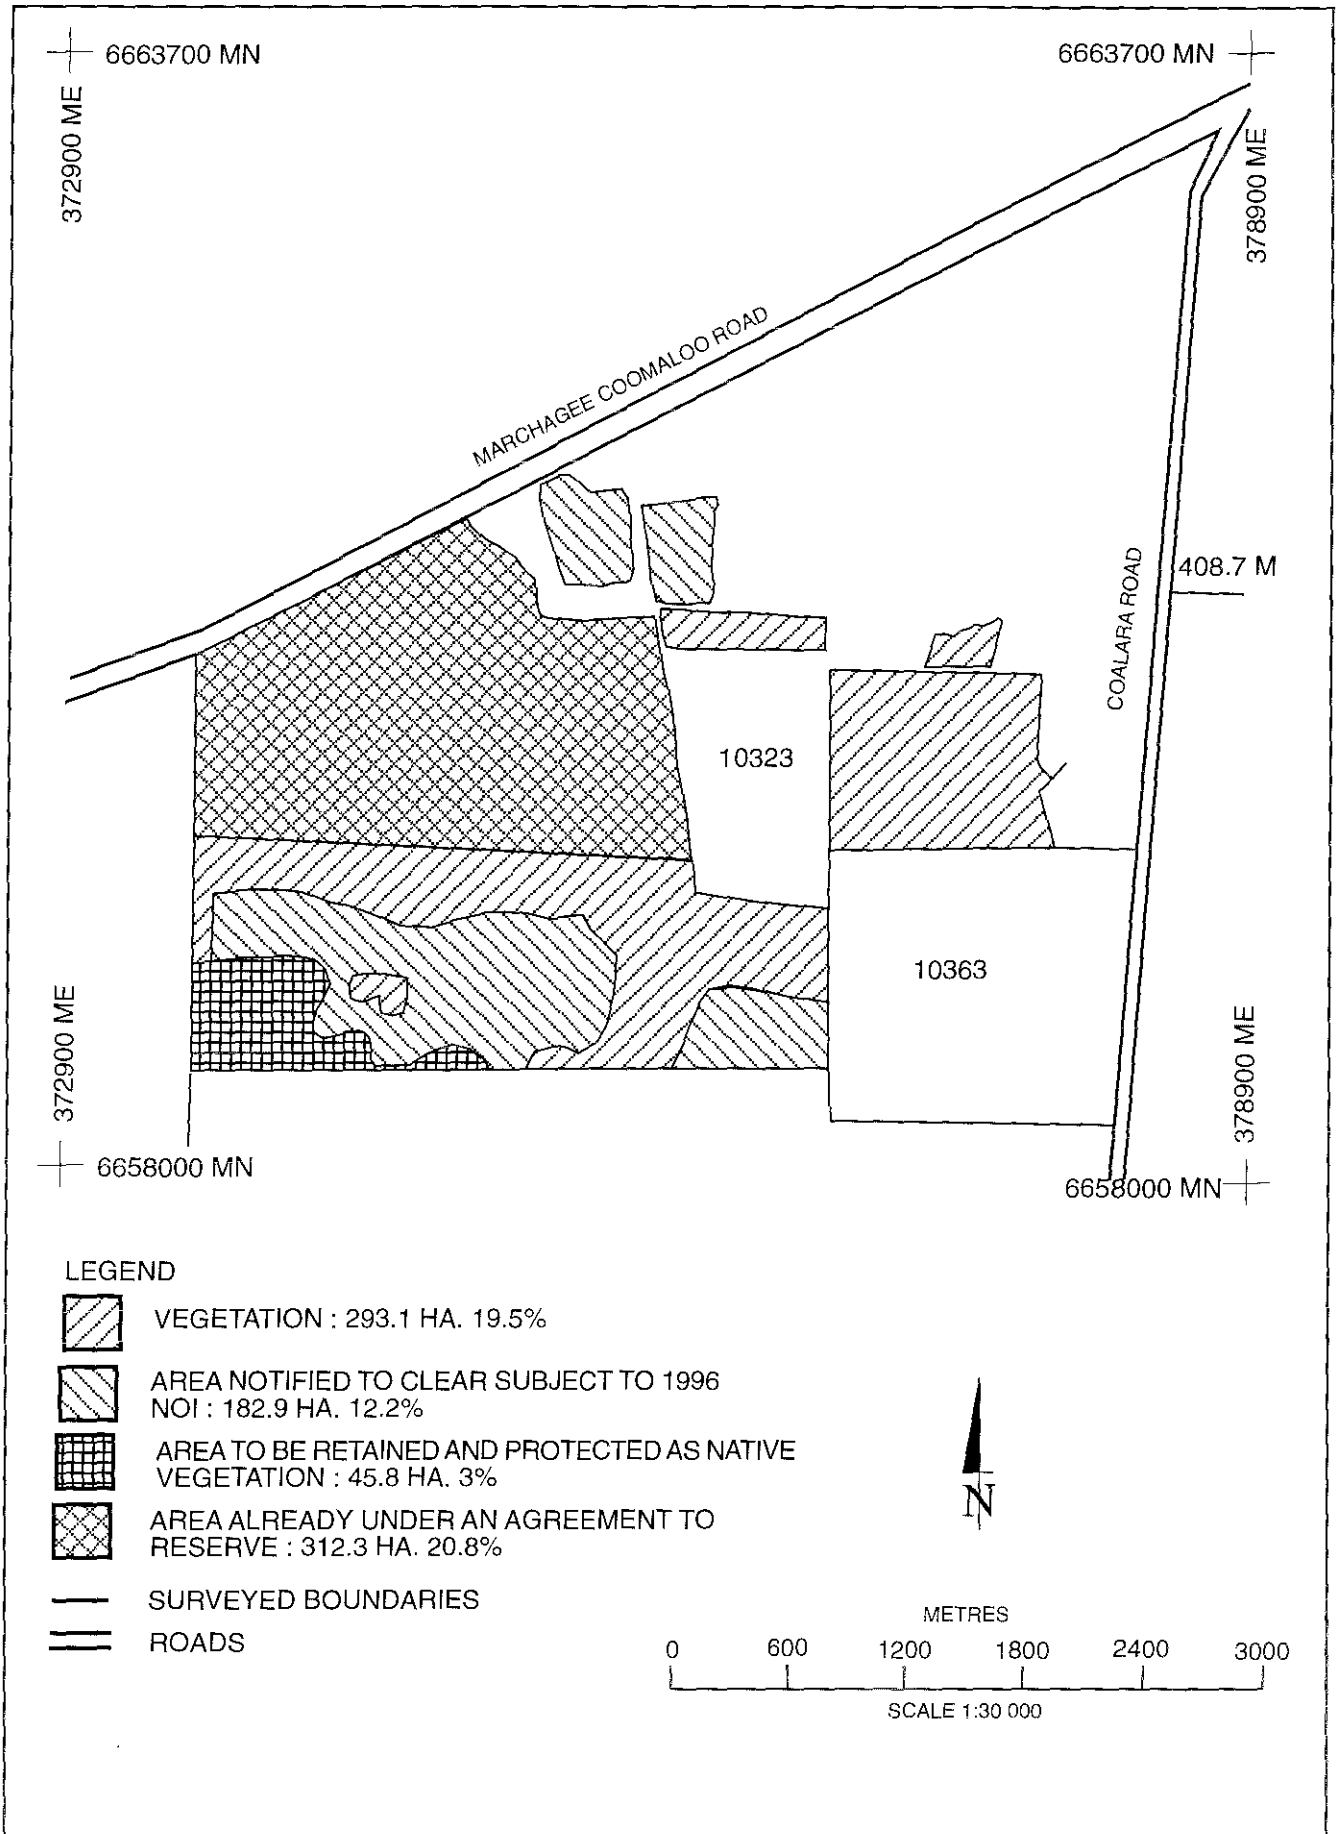 6663700 MN
6663700 MN
372900 ME
378900 ME
MARCHAGEE COOMALOO ROAD
408.7 M
COALARA ROAD
10323
10363
372900 ME
378900 ME
6658000 MN
6658000 MN
LEGEND
VEGETATION : 293.1 HA. 19.5%
AREA NOTIFIED TO CLEAR SUBJECT TO 1996
NOI : 182.9 HA. 12.2%
AREA TO BE RETAINED AND PROTECTED AS NATIVE
VEGETATION : 45.8 HA. 3%
AREA ALREADY UNDER AN AGREEMENT TO
RESERVE : 312.3 HA. 20.8%
SURVEYED BOUNDARIES
ROADS
N
METRES
0 600 1200 1800 2400 3000
SCALE 1:30 000